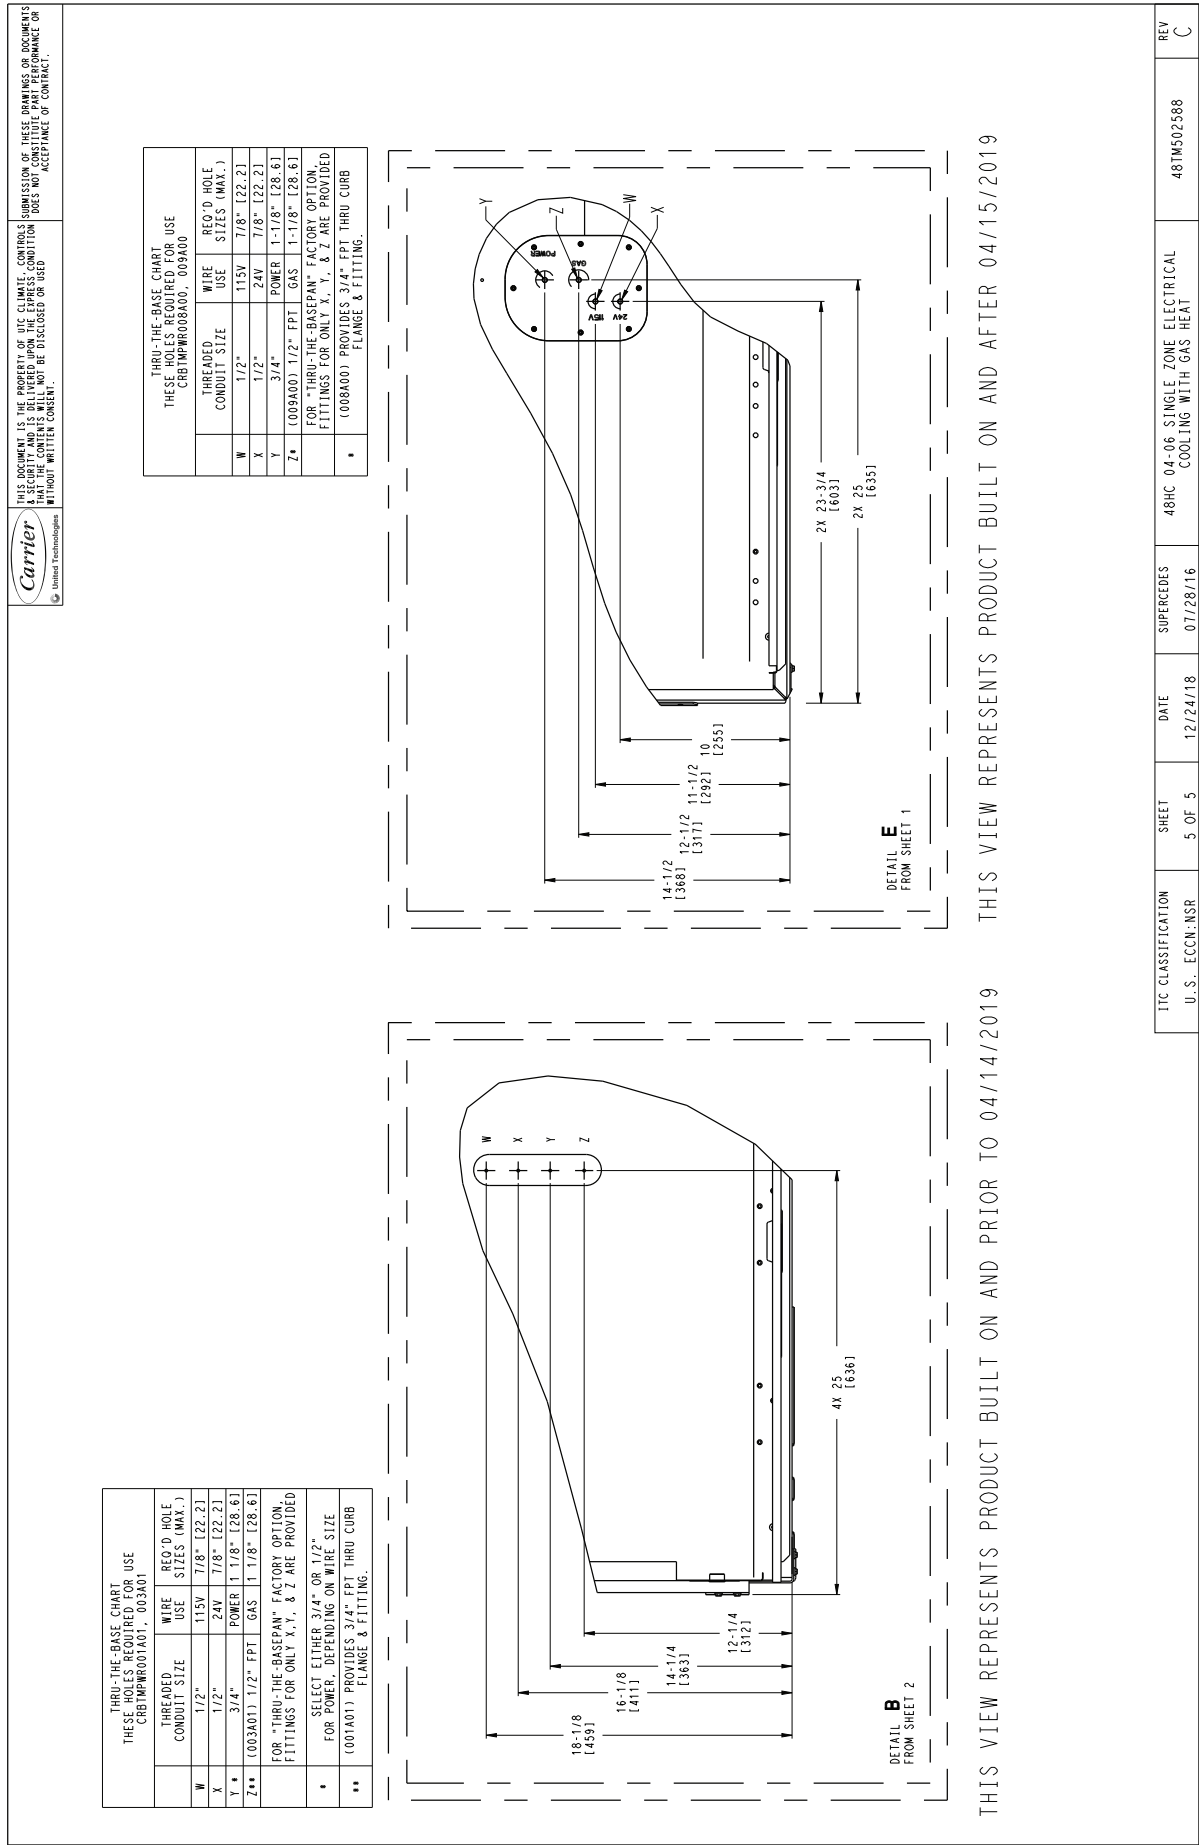 Carrier
United Technologies
THIS DOCUMENT IS THE PROPERTY OF UTC CLIMATE, CONTROLS
& SECURITY AND IS DELIVERED UPON THE EXPRESS CONDITION
THAT THE CONTENTS WILL NOT BE DISCLOSED OR USED
WITHOUT WRITTEN CONSENT.
SUBMISSION OF THESE DRAWINGS OR DOCUMENTS
DOES NOT CONSTITUTE PART PERFORMANCE OR
ACCEPTANCE OF CONTRACT.
THRU-THE-BASE CHART
THESE HOLES REQUIRED FOR USE
CRBTMPWR001A01, 003A01
THREADED CONDUIT SIZE WIRE USE REQ'D HOLE SIZES (MAX.)
W 1/2" 115V 7/8" [22.2]
X 1/2" 24V 7/8" [22.2]
Y * 3/4" POWER 1 1/8" [28.6]
Z** (003A01) 1/2" FPT GAS 1 1/8" [28.6]
FOR "THRU-THE-BASEPAN" FACTORY OPTION,
FITTINGS FOR ONLY X,Y, & Z ARE PROVIDED
* SELECT EITHER 3/4" OR 1/2"
FOR POWER, DEPENDING ON WIRE SIZE
** (001A01) PROVIDES 3/4" FPT THRU CURB
FLANGE & FITTING.
THRU-THE-BASE CHART
THESE HOLES REQUIRED FOR USE
CRBTMPWR008A00, 009A00
THREADED CONDUIT SIZE WIRE USE REQ'D HOLE SIZES (MAX.)
W 1/2" 115V 7/8" [22.2]
X 1/2" 24V 7/8" [22.2]
Y 3/4" POWER 1-1/8" [28.6]
Z* (009A00) 1/2" FPT GAS 1-1/8" [28.6]
FOR "THRU-THE-BASEPAN" FACTORY OPTION,
FITTINGS FOR ONLY X, Y, & Z ARE PROVIDED
* (008A00) PROVIDES 3/4" FPT THRU CURB
FLANGE & FITTING.
W
X
Y
Z
18-1/8
[459]
16-1/8
[411]
14-1/4
[363]
12-1/4
[312]
4X 25
[636]
DETAIL B
FROM SHEET 2
THIS VIEW REPRESENTS PRODUCT BUILT ON AND PRIOR TO 04/14/2019
Y
Z
W
X
POWER
GAS
115V
24V
14-1/2
[368]
12-1/2
[317]
11-1/2
[292]
10
[255]
2X 23-3/4
[603]
2X 25
[635]
DETAIL E
FROM SHEET 1
THIS VIEW REPRESENTS PRODUCT BUILT ON AND AFTER 04/15/2019
ITC CLASSIFICATION
U.S. ECCN:NSR
SHEET
5 OF 5
DATE
12/24/18
SUPERCEDES
07/28/16
48HC 04-06 SINGLE ZONE ELECTRICAL
COOLING WITH GAS HEAT
48TM502588
REV
C